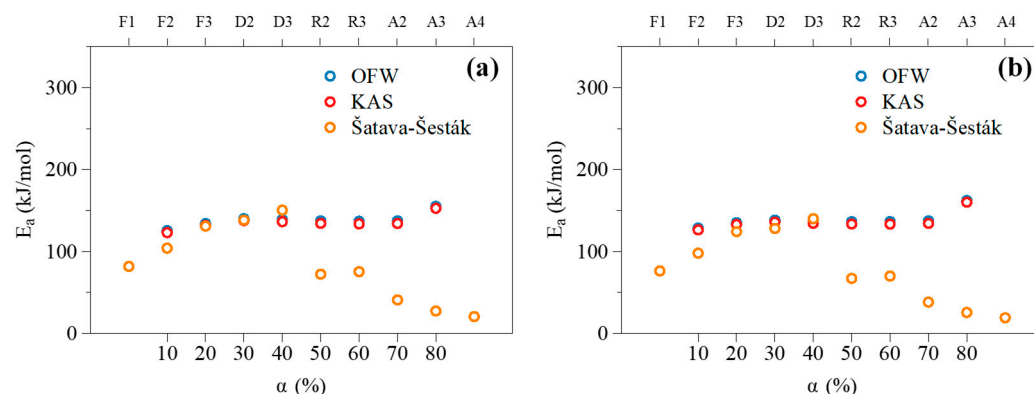 F1 F2 F3 D2 D3 R2 R3 A2 A3 A4
(a)
OFW
KAS
Šatava-Šesták
300
200
100
0
Ea (kJ/mol)
10 20 30 40 50 60 70 80
α (%)
F1 F2 F3 D2 D3 R2 R3 A2 A3 A4
(b)
OFW
KAS
Šatava-Šesták
300
200
100
0
Ea (kJ/mol)
10 20 30 40 50 60 70 80
α (%)